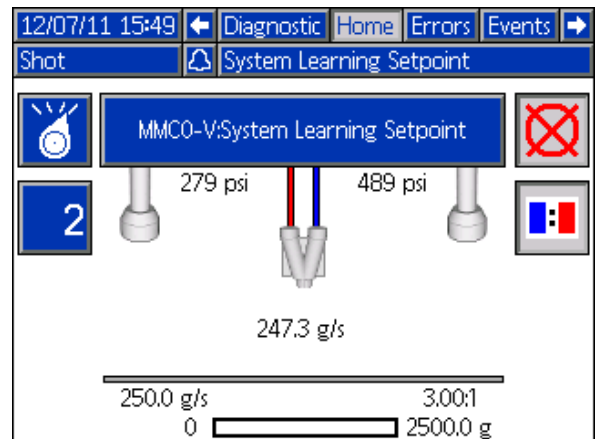 12/07/11 15:49 Diagnostic Home Errors Events
Shot System Learning Setpoint
MMC0-V:System Learning Setpoint
279 psi 489 psi
2
247.3 g/s
250.0 g/s 3.00:1
0 2500.0 g